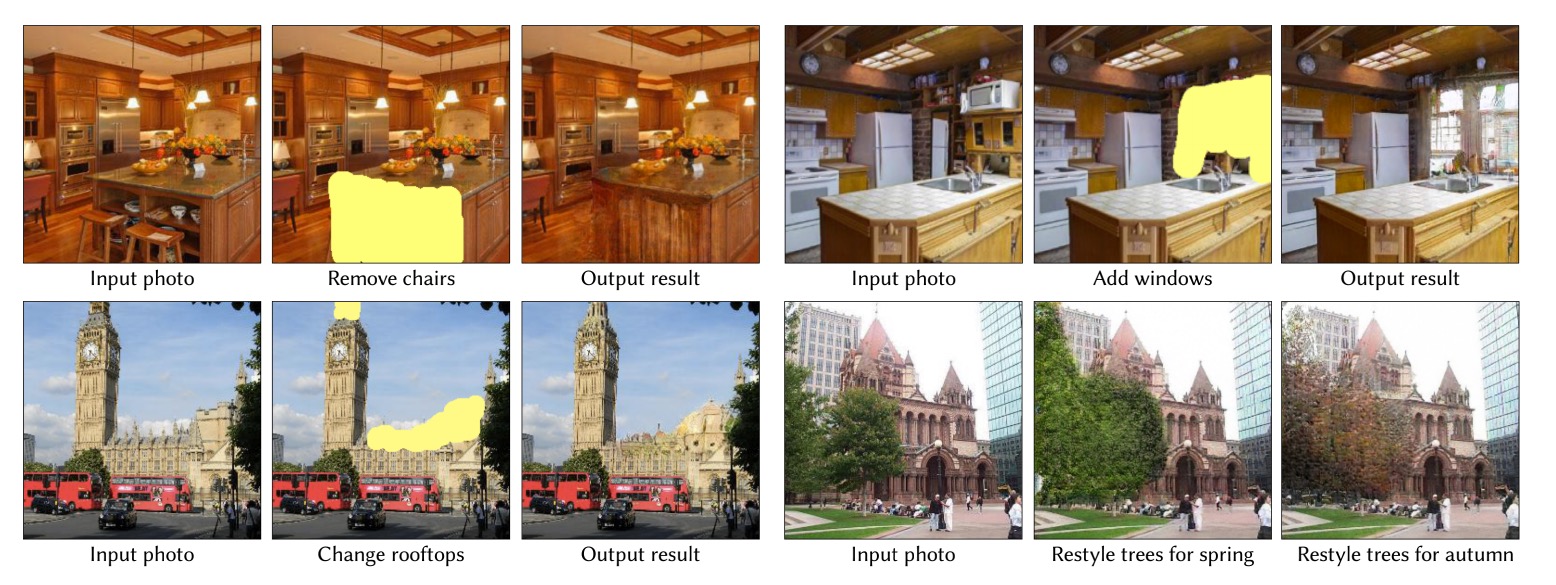 Input photo
Remove chairs
Output result
Input photo
Add windows
Output result
Input photo
Change rooftops
Output result
Input photo
Restyle trees for spring
Restyle trees for autumn